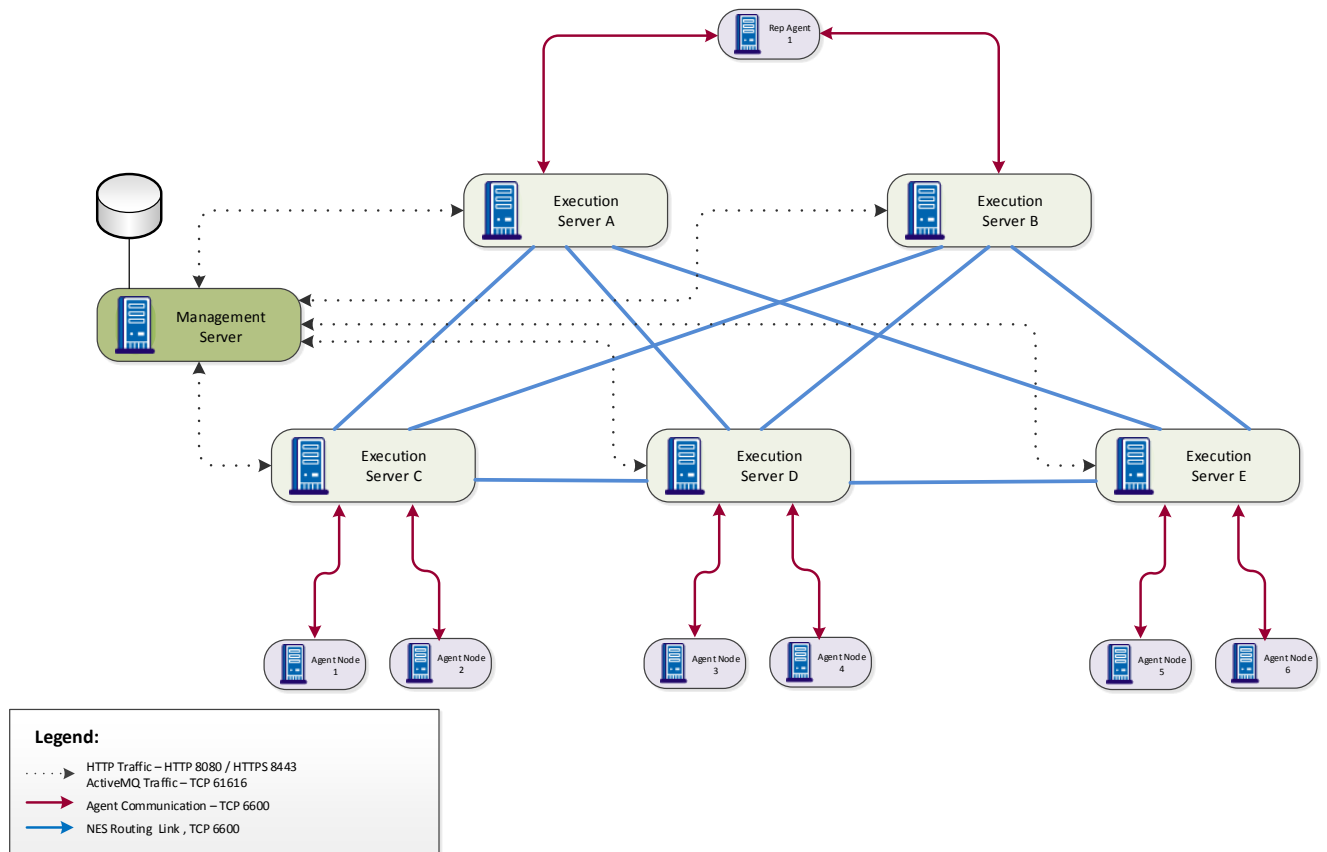 Rep Agent
1
Execution
Server A
Execution
Server B
Management
Server
Execution
Server C
Execution
Server D
Execution
Server E
Agent Node
1
Agent Node
2
Agent Node
3
Agent Node
4
Agent Node
5
Agent Node
6
Legend:
HTTP Traffic – HTTP 8080 / HTTPS 8443
ActiveMQ Traffic – TCP 61616
Agent Communication – TCP 6600
NES Routing Link , TCP 6600